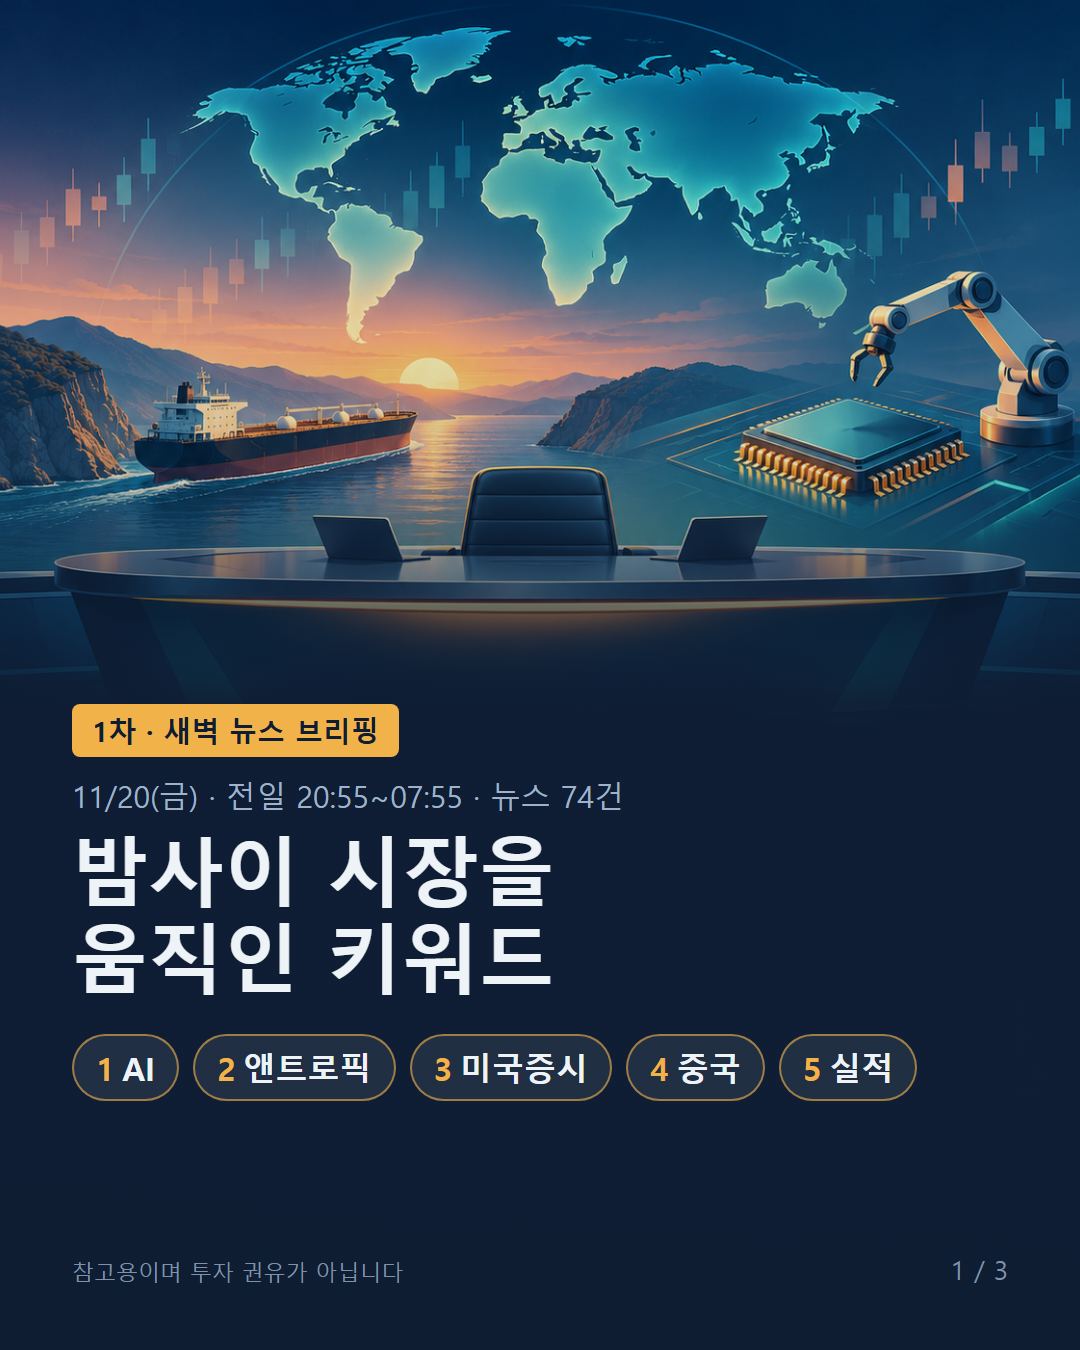 1차 · 새벽 뉴스 브리핑
11/20(금) · 전일 20:55~07:55 · 뉴스 74건
밤사이 시장을
움직인 키워드
1 AI 2 앤트로픽 3 미국증시 4 중국 5 실적
참고용이며 투자 권유가 아닙니다 1 / 3